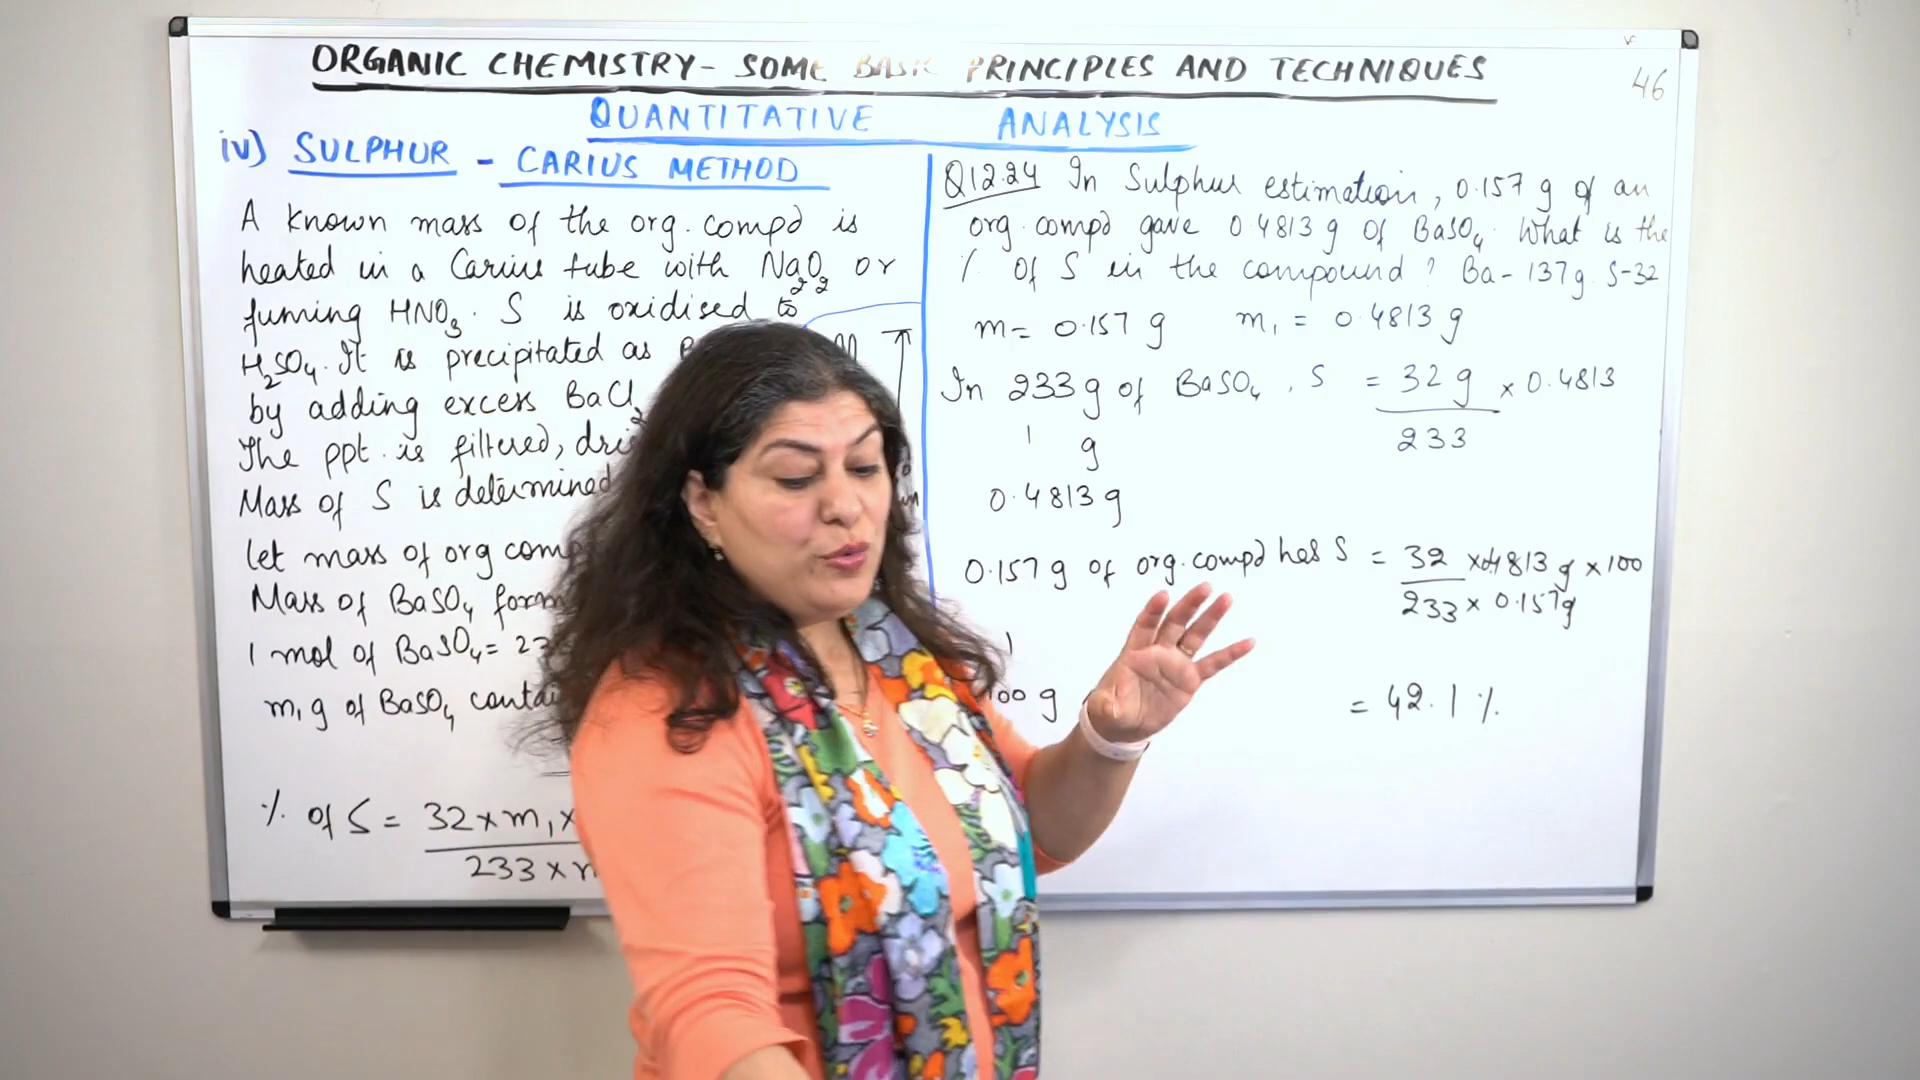 ORGANIC CHEMISTRY - SOME BASIC PRINCIPLES AND TECHNIQUES
46
QUANTITATIVE ANALYSIS
iv) SULPHUR - CARIUS METHOD
A known mass of the org. compd is
heated in a Carius tube with Na2O2 or
fuming HNO3. S is oxidised to
H2SO4. It is precipitated as
by adding excess BaCl2
The ppt. is filtered,
Mass of S is determined
let mass of org
Mass of BaSO4
1 mol of BaSO4 =
m1 g of BaSO4
% of S = 32 × m1 ×
233 ×
Q12.24 In Sulphur estimation, 0.157 g of an
org. compd gave 0.4813 g of BaSO4. What is the
% of S in the compound? Ba - 137g. S-32
m = 0.157 g m1 = 0.4813 g
In 233 g of BaSO4, S = 32 g × 0.4813
233
1 g
0.4813 g
0.157 g of org. compd has S = 32 × 0.4813 g × 100
233 × 0.157g
1
100 g
= 42.1 %